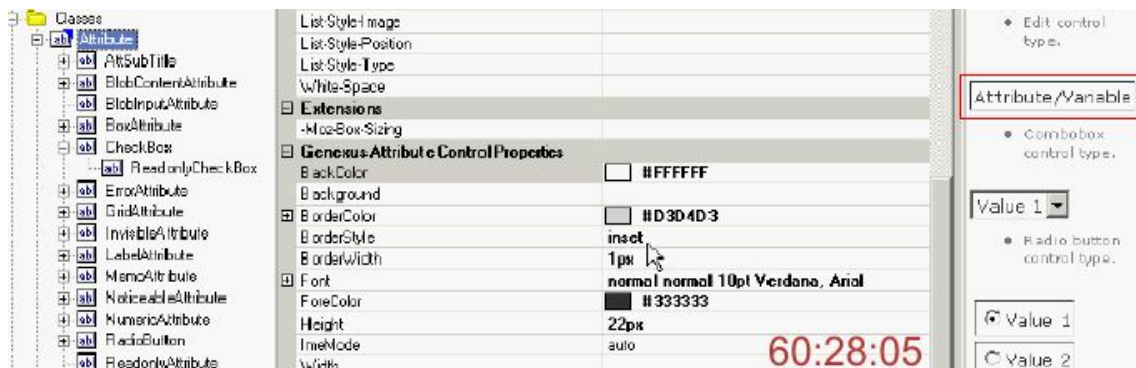 Classes
Attribute
AttSubTitle
BlobContentAttribute
BlobInputAttribute
BoxAttribute
CheckBox
ReadonlyCheckBox
ErrorAttribute
GridAttribute
InvisibleAttribute
LabelAttribute
MemoAttribute
NoticeableAttribute
NumericAttribute
RadioButton
ReadonlyAttribute
List-Style-Image
List-Style-Position
List-Style-Type
White-Space
Extensions
-Moz-Box-Sizing
Genexus Attribute Control Properties
BackColor #FFFFFF
Background
BorderColor #D3D4D3
BorderStyle inset
BorderWidth 1px
Font normal normal 10pt Verdana, Arial
ForeColor #333333
Height 22px
ImeMode auto
Width
60:28:05
Edit control
type.
Attribute/Variable
Combobox
control type.
Value 1
Radio button
control type.
Value 1
Value 2